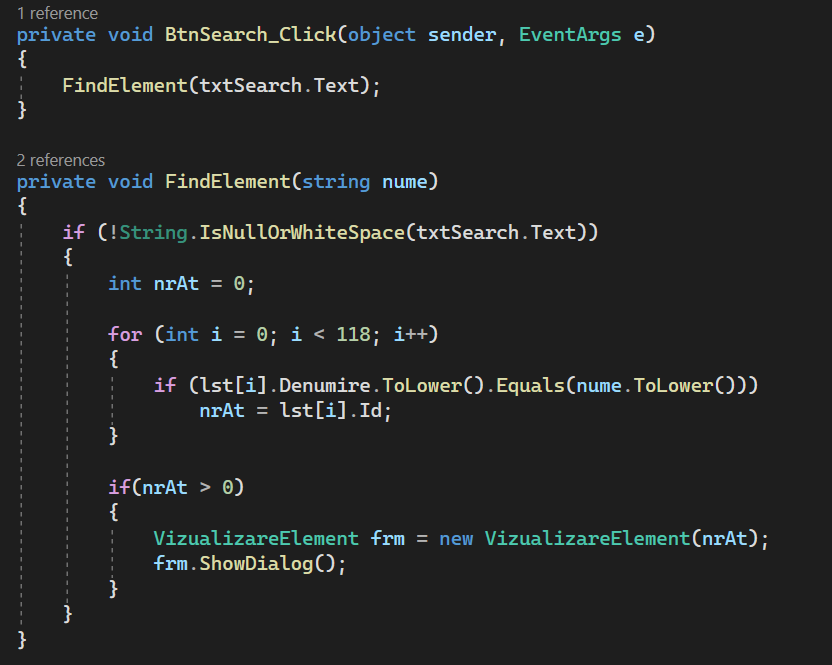 1 reference
private void BtnSearch_Click(object sender, EventArgs e)
{
    FindElement(txtSearch.Text);
}

2 references
private void FindElement(string nume)
{
    if (!String.IsNullOrWhiteSpace(txtSearch.Text))
    {
        int nrAt = 0;

        for (int i = 0; i < 118; i++)
        {
            if (lst[i].Denumire.ToLower().Equals(nume.ToLower()))
                nrAt = lst[i].Id;
        }

        if(nrAt > 0)
        {
            VizualizareElement frm = new VizualizareElement(nrAt);
            frm.ShowDialog();
        }
    }
}